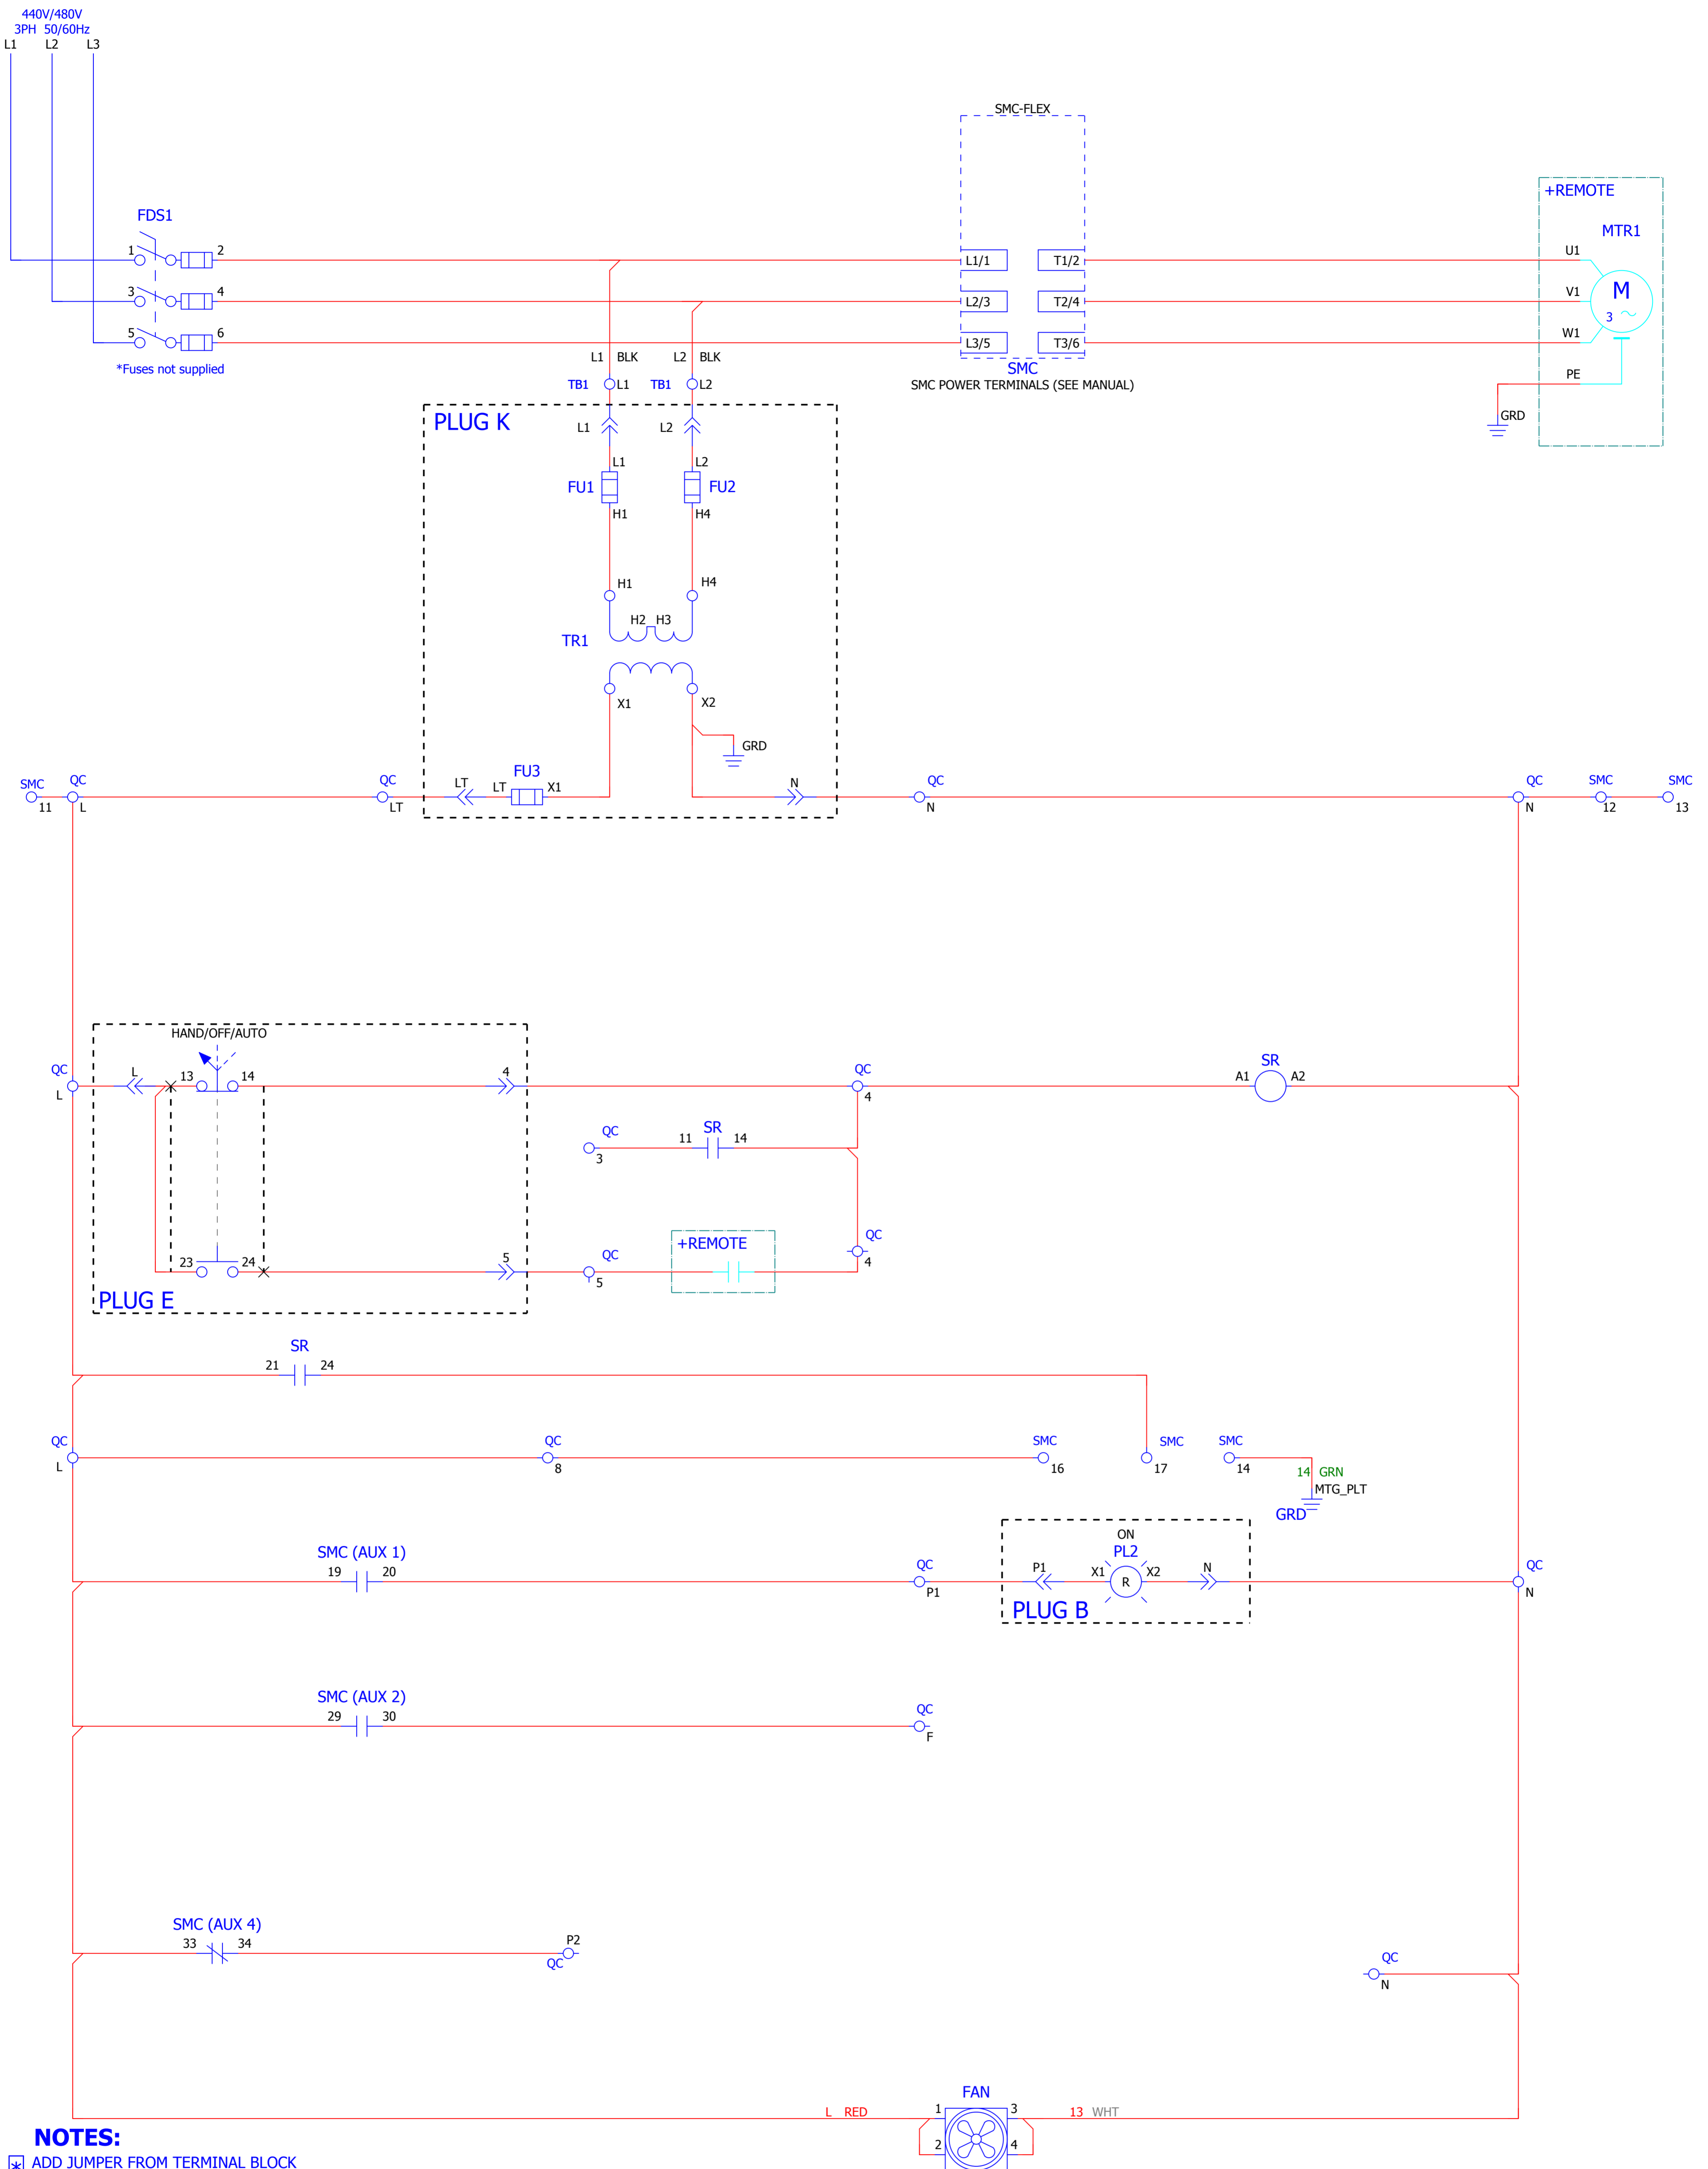 440V/480V
3PH 50/60Hz
L1 L2 L3
SMC-FLEX
+REMOTE
FDS1
MTR1
1 2 L1/1 T1/2 U1
3 4 L2/3 T2/4 V1
M
3
5 6 L3/5 T3/6 W1
*Fuses not supplied
L1 BLK L2 BLK
SMC
SMC POWER TERMINALS (SEE MANUAL)
PE
TB1 L1 TB1 L2
GRD
PLUG K
L1 L2
L1 L2
FU1 FU2
H1 H4
H1 H4
H2 H3
TR1
X1 X2
GRD
FU3
SMC QC QC LT LT X1 N QC QC SMC SMC
11 L LT N N 12 13
HAND/OFF/AUTO
QC L 13 14 4 QC A1 SR A2
L 4
QC 11 SR 14
3
+REMOTE
QC
23 24 5 QC 4
5
PLUG E
SR
21 24
QC QC SMC SMC SMC
L 8 16 17 14
14 GRN
MTG_PLT
GRD
ON
SMC (AUX 1) PL2
19 20 QC P1 X1 R X2 N QC
P1 N
PLUG B
SMC (AUX 2)
29 30 QC
F
SMC (AUX 4)
33 34 P2
QC QC
N
FAN
L RED 1 3 13 WHT
2 4
NOTES:
* ADD JUMPER FROM TERMINAL BLOCK